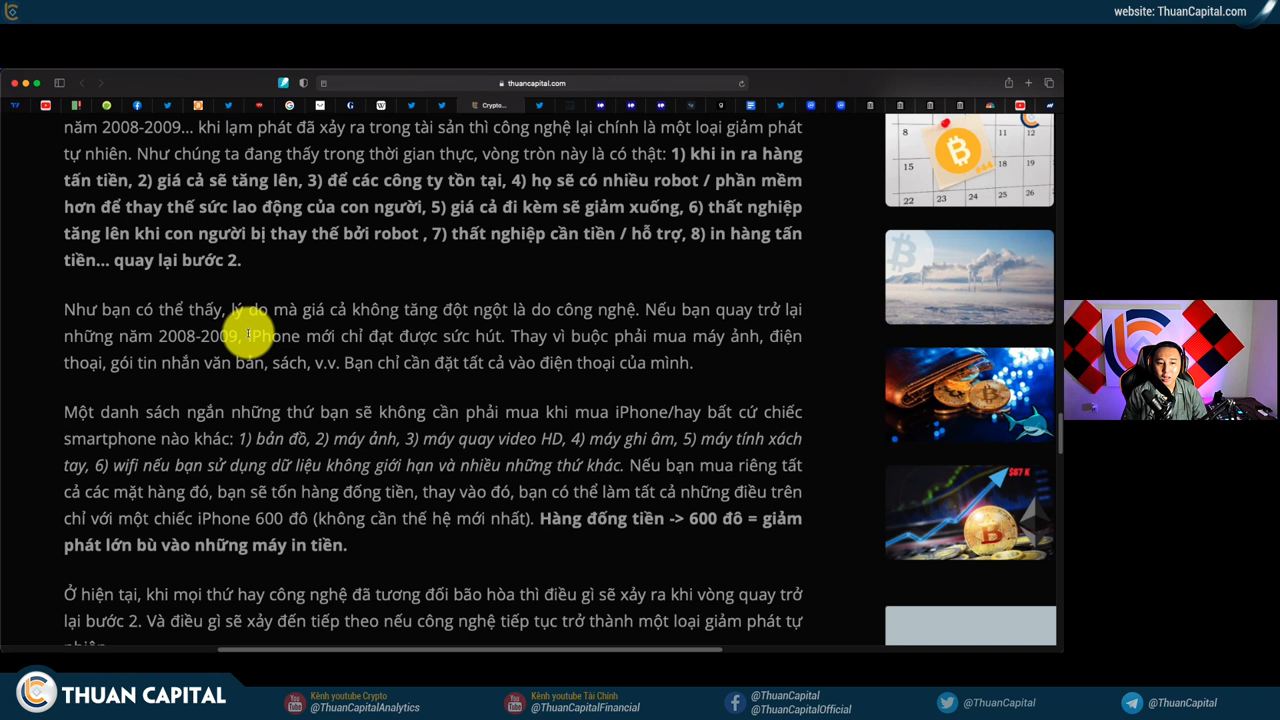 website: ThuanCapital.com
thuancapital.com
Crypto...
năm 2008-2009... khi lạm phát đã xảy ra trong tài sản thì công nghệ lại chính là một loại giảm phát
tự nhiên. Như chúng ta đang thấy trong thời gian thực, vòng tròn này là có thật: 1) khi in ra hàng
tấn tiền, 2) giá cả sẽ tăng lên, 3) để các công ty tồn tại, 4) họ sẽ có nhiều robot / phần mềm
hơn để thay thế sức lao động của con người, 5) giá cả đi kèm sẽ giảm xuống, 6) thất nghiệp
tăng lên khi con người bị thay thế bởi robot , 7) thất nghiệp cần tiền / hỗ trợ, 8) in hàng tấn
tiền... quay lại bước 2.
Như bạn có thể thấy, lý do mà giá cả không tăng đột ngột là do công nghệ. Nếu bạn quay trở lại
những năm 2008-2009, iPhone mới chỉ đạt được sức hút. Thay vì buộc phải mua máy ảnh, điện
thoại, gói tin nhắn văn bản, sách, v.v. Bạn chỉ cần đặt tất cả vào điện thoại của mình.
Một danh sách ngắn những thứ bạn sẽ không cần phải mua khi mua iPhone/hay bất cứ chiếc
smartphone nào khác: 1) bản đồ, 2) máy ảnh, 3) máy quay video HD, 4) máy ghi âm, 5) máy tính xách
tay, 6) wifi nếu bạn sử dụng dữ liệu không giới hạn và nhiều những thứ khác. Nếu bạn mua riêng tất
cả các mặt hàng đó, bạn sẽ tốn hàng đống tiền, thay vào đó, bạn có thể làm tất cả những điều trên
chỉ với một chiếc iPhone 600 đô (không cần thế hệ mới nhất). Hàng đống tiền -> 600 đô = giảm
phát lớn bù vào những máy in tiền.
Ở hiện tại, khi mọi thứ hay công nghệ đã tương đối bão hòa thì điều gì sẽ xảy ra khi vòng quay trở
lại bước 2. Và điều gì sẽ xảy đến tiếp theo nếu công nghệ tiếp tục trở thành một loại giảm phát tự
nhiên.
8 10 11
15 18
22 23 24 25
$67 K
THUAN CAPITAL
Kênh youtube Crypto
@ThuanCapitalAnalytics
Kênh youtube Tài Chính
@ThuanCapitalFinancial
@ThuanCapital
@ThuanCapitalOfficial
@ThuanCapital
@ThuanCapital